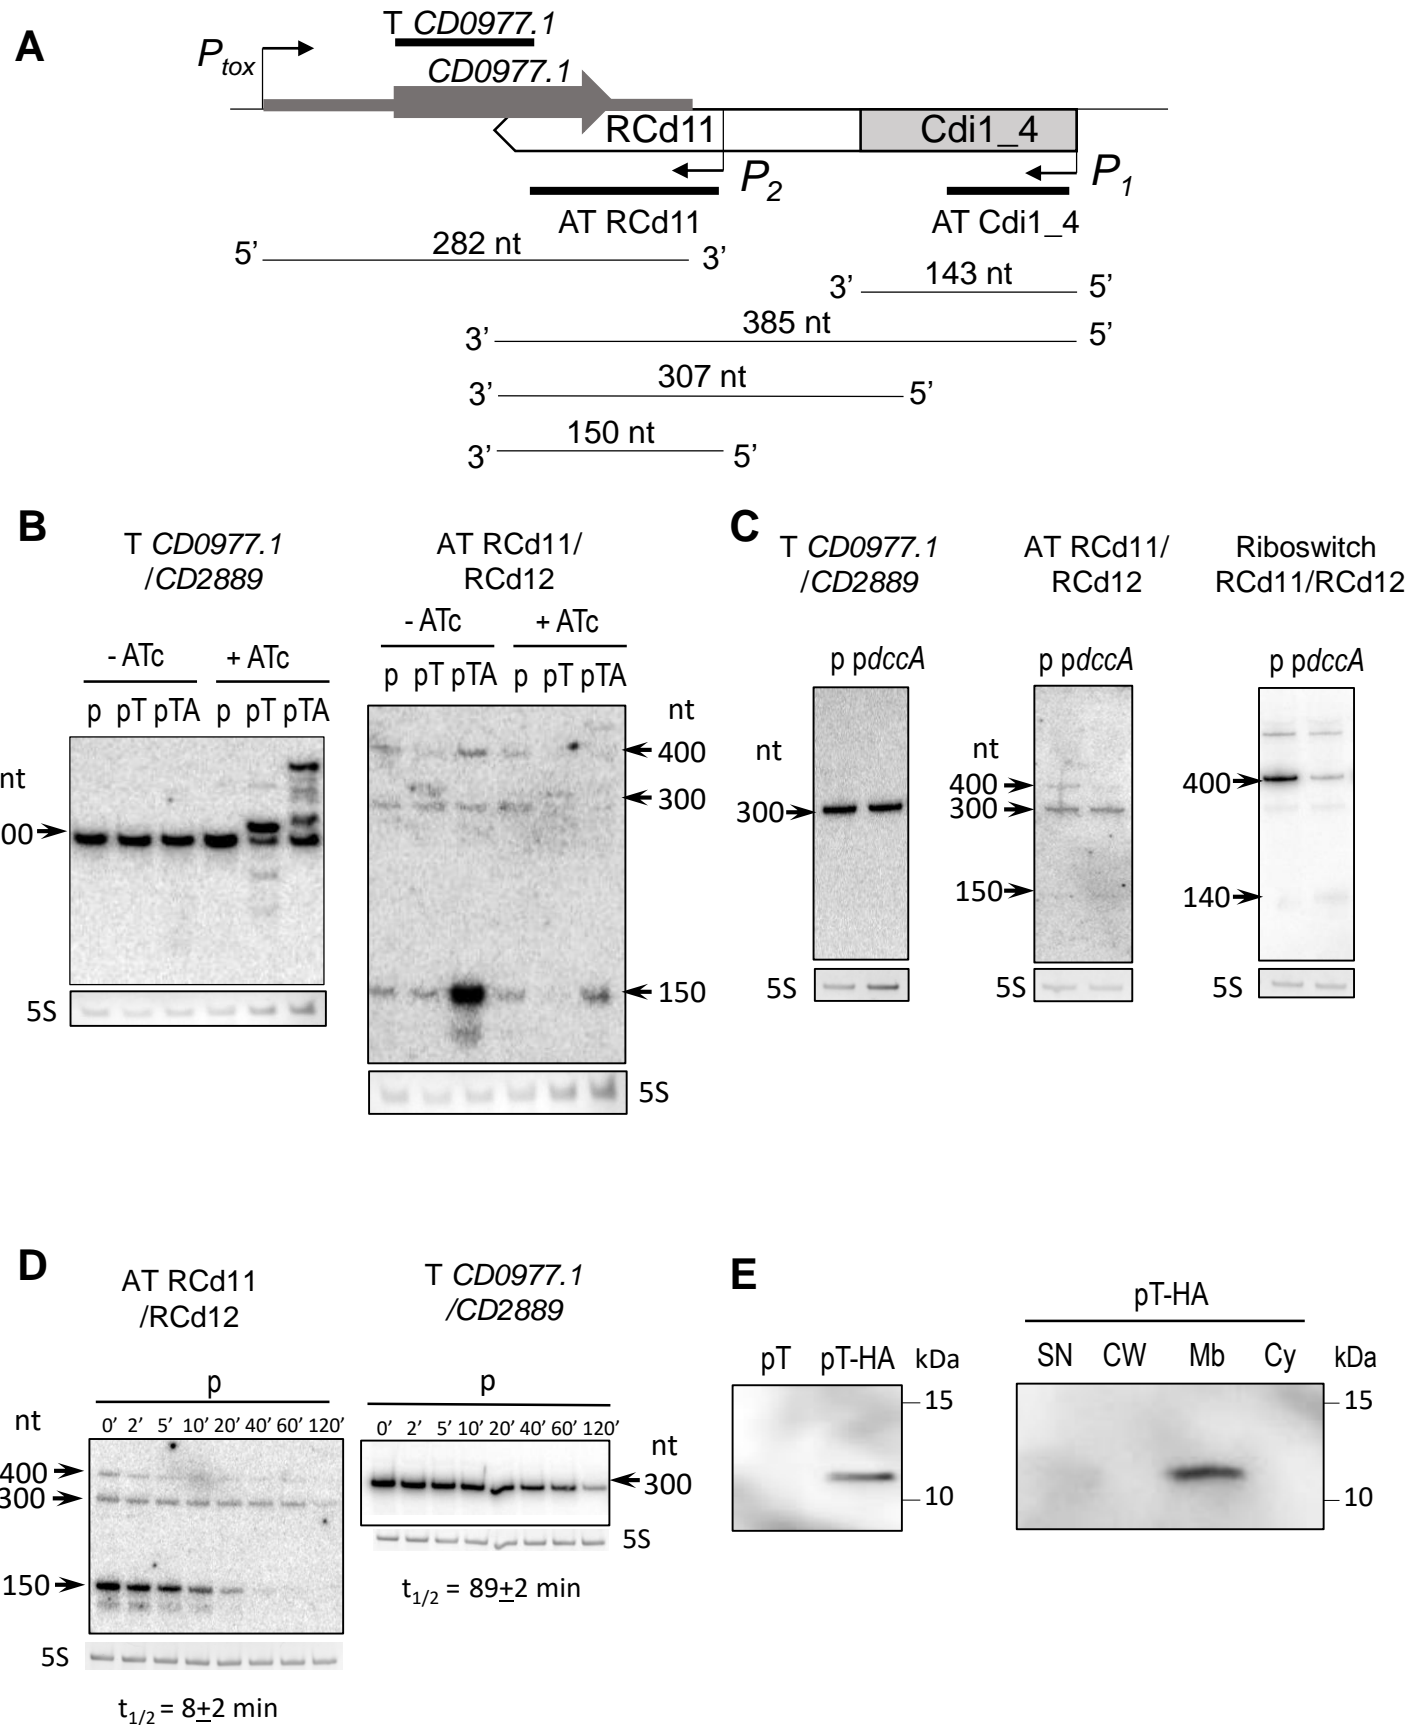 A
P tox
T CD0977.1
CD0977.1
RCd11
Cdi1_4
P2
P1
AT RCd11
AT Cdi1_4
5’ 282 nt 3’
3’ 143 nt 5’
3’ 385 nt 5’
3’ 307 nt 5’
3’ 150 nt 5’
B
T CD0977.1
/CD2889
- ATc + ATc
p pT pTA p pT pTA
nt
00
5S
AT RCd11/
RCd12
- ATc + ATc
p pT pTA p pT pTA
nt
400
300
150
5S
C
T CD0977.1
/CD2889
p pdccA
nt
300
5S
AT RCd11/
RCd12
p pdccA
nt
400
300
150
5S
Riboswitch
RCd11/RCd12
p pdccA
400
140
5S
D
AT RCd11
/RCd12
p
nt
0’ 2’ 5’ 10’ 20’ 40’ 60’ 120’
400
300
150
5S
t1/2 = 8±2 min
T CD0977.1
/CD2889
p
0’ 2’ 5’ 10’ 20’ 40’ 60’ 120’
nt
300
5S
t1/2 = 89±2 min
E
pT pT-HA kDa
15
10
pT-HA
SN CW Mb Cy kDa
15
10